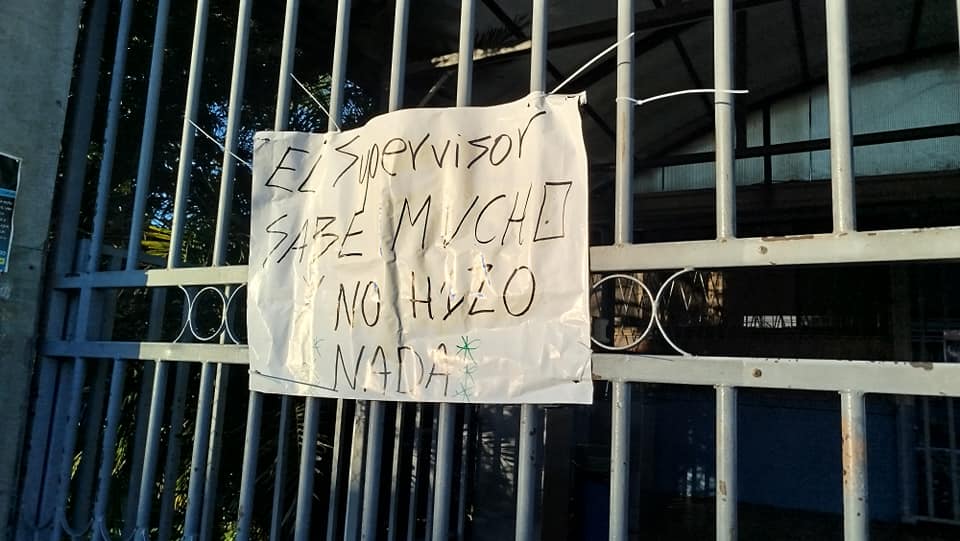 El Supervisor
SABE MUCHO
Y NO HIZO
NADA